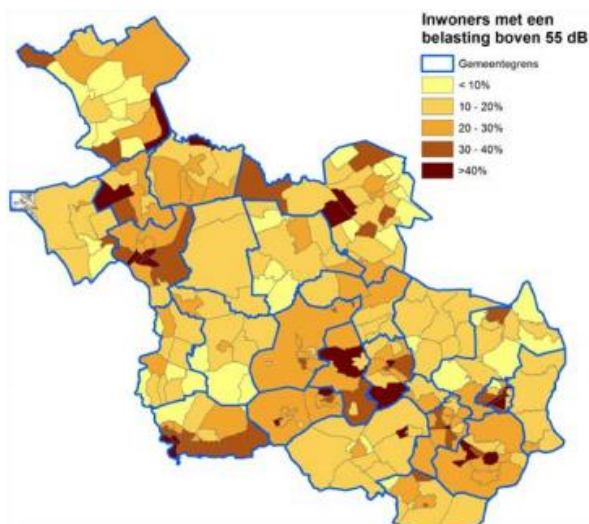 Inwoners met een
belasting boven 55 dB
Gemeentegrens
< 10%
10 - 20%
20 - 30%
30 - 40%
>40%